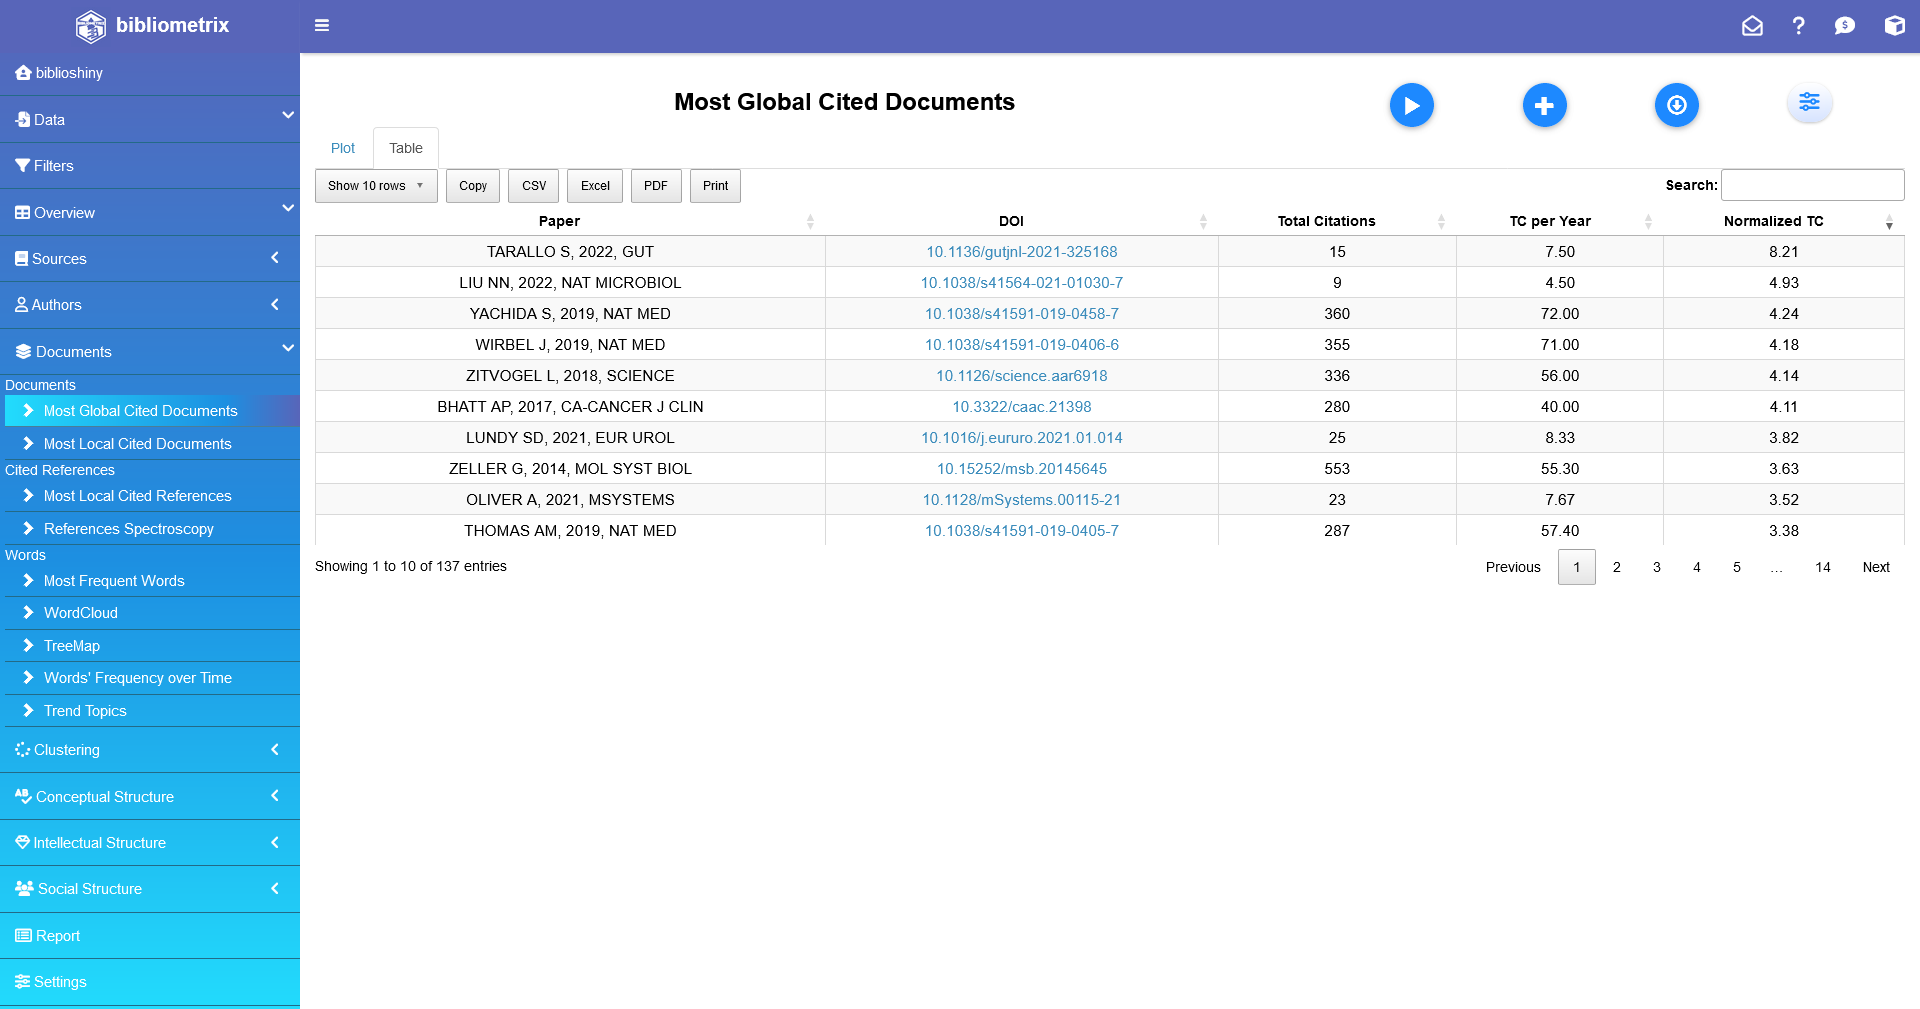 bibliometrix
biblioshiny
Data
Filters
Overview
Sources
Authors
Documents
Documents
Most Global Cited Documents
Most Local Cited Documents
Cited References
Most Local Cited References
References Spectroscopy
Words
Most Frequent Words
WordCloud
TreeMap
Words' Frequency over Time
Trend Topics
Clustering
Conceptual Structure
Intellectual Structure
Social Structure
Report
Settings
Most Global Cited Documents
Plot Table
Show 10 rows Copy CSV Excel PDF Print Search:
Paper DOI Total Citations TC per Year Normalized TC
TARALLO S, 2022, GUT 10.1136/gutjnl-2021-325168 15 7.50 8.21
LIU NN, 2022, NAT MICROBIOL 10.1038/s41564-021-01030-7 9 4.50 4.93
YACHIDA S, 2019, NAT MED 10.1038/s41591-019-0458-7 360 72.00 4.24
WIRBEL J, 2019, NAT MED 10.1038/s41591-019-0406-6 355 71.00 4.18
ZITVOGEL L, 2018, SCIENCE 10.1126/science.aar6918 336 56.00 4.14
BHATT AP, 2017, CA-CANCER J CLIN 10.3322/caac.21398 280 40.00 4.11
LUNDY SD, 2021, EUR UROL 10.1016/j.eururo.2021.01.014 25 8.33 3.82
ZELLER G, 2014, MOL SYST BIOL 10.15252/msb.20145645 553 55.30 3.63
OLIVER A, 2021, MSYSTEMS 10.1128/mSystems.00115-21 23 7.67 3.52
THOMAS AM, 2019, NAT MED 10.1038/s41591-019-0405-7 287 57.40 3.38
Showing 1 to 10 of 137 entries Previous 1 2 3 4 5 … 14 Next